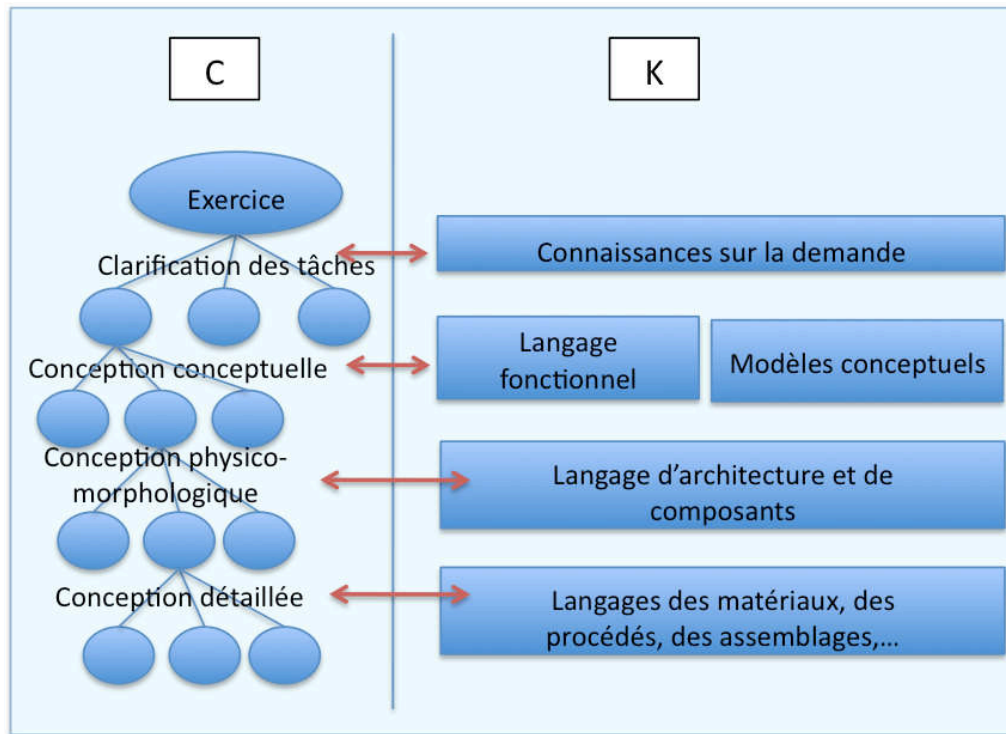 C
K
Exercice
Clarification des tâches
Connaissances sur la demande
Conception conceptuelle
Langage
fonctionnel
Modèles conceptuels
Conception physico-
morphologique
Langage d’architecture et de
composants
Conception détaillée
Langages des matériaux, des
procédés, des assemblages,…